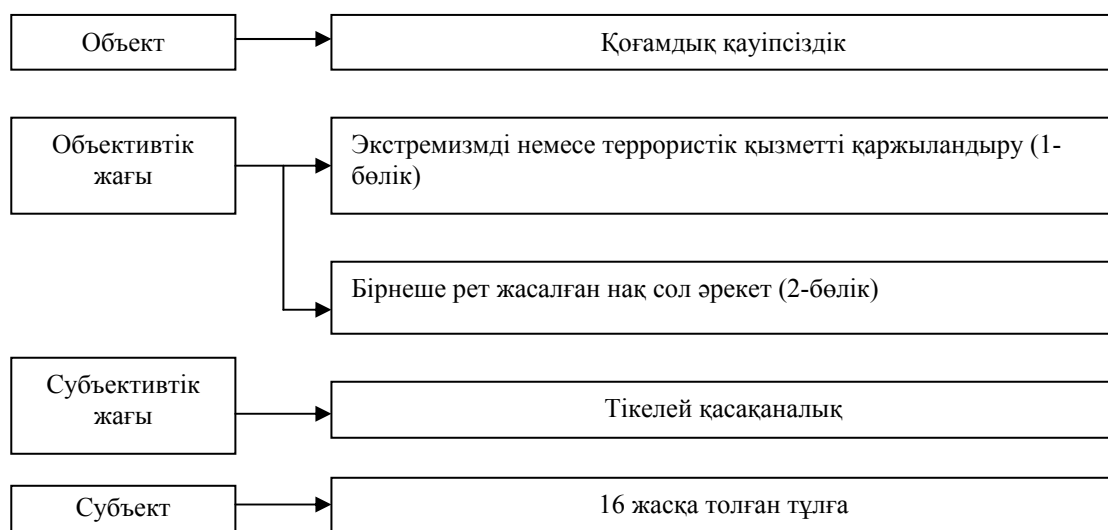 Объект
Қоғамдық қауіпсіздік
Объективтік
жағы
Экстремизмді немесе террористік қызметті қаржыландыру (1-
бөлік)
Бірнеше рет жасалған нақ сол әрекет (2-бөлік)
Субъективтік
жағы
Тікелей қасақаналық
Субъект
16 жасқа толған тұлға